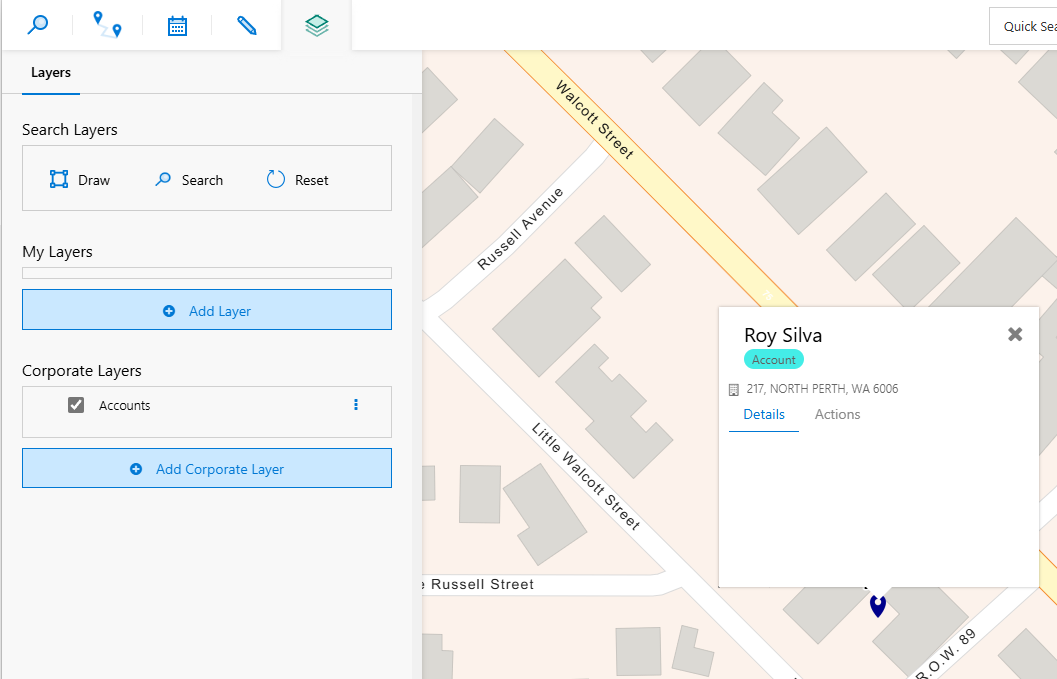 Quick Sea
Layers
Search Layers
Draw
Search
Reset
My Layers
Add Layer
Corporate Layers
Accounts
Add Corporate Layer
Walcott Street
Russell Avenue
Little Walcott Street
e Russell Street
R.O.W. 89
Roy Silva
Account
217, NORTH PERTH, WA 6006
Details
Actions